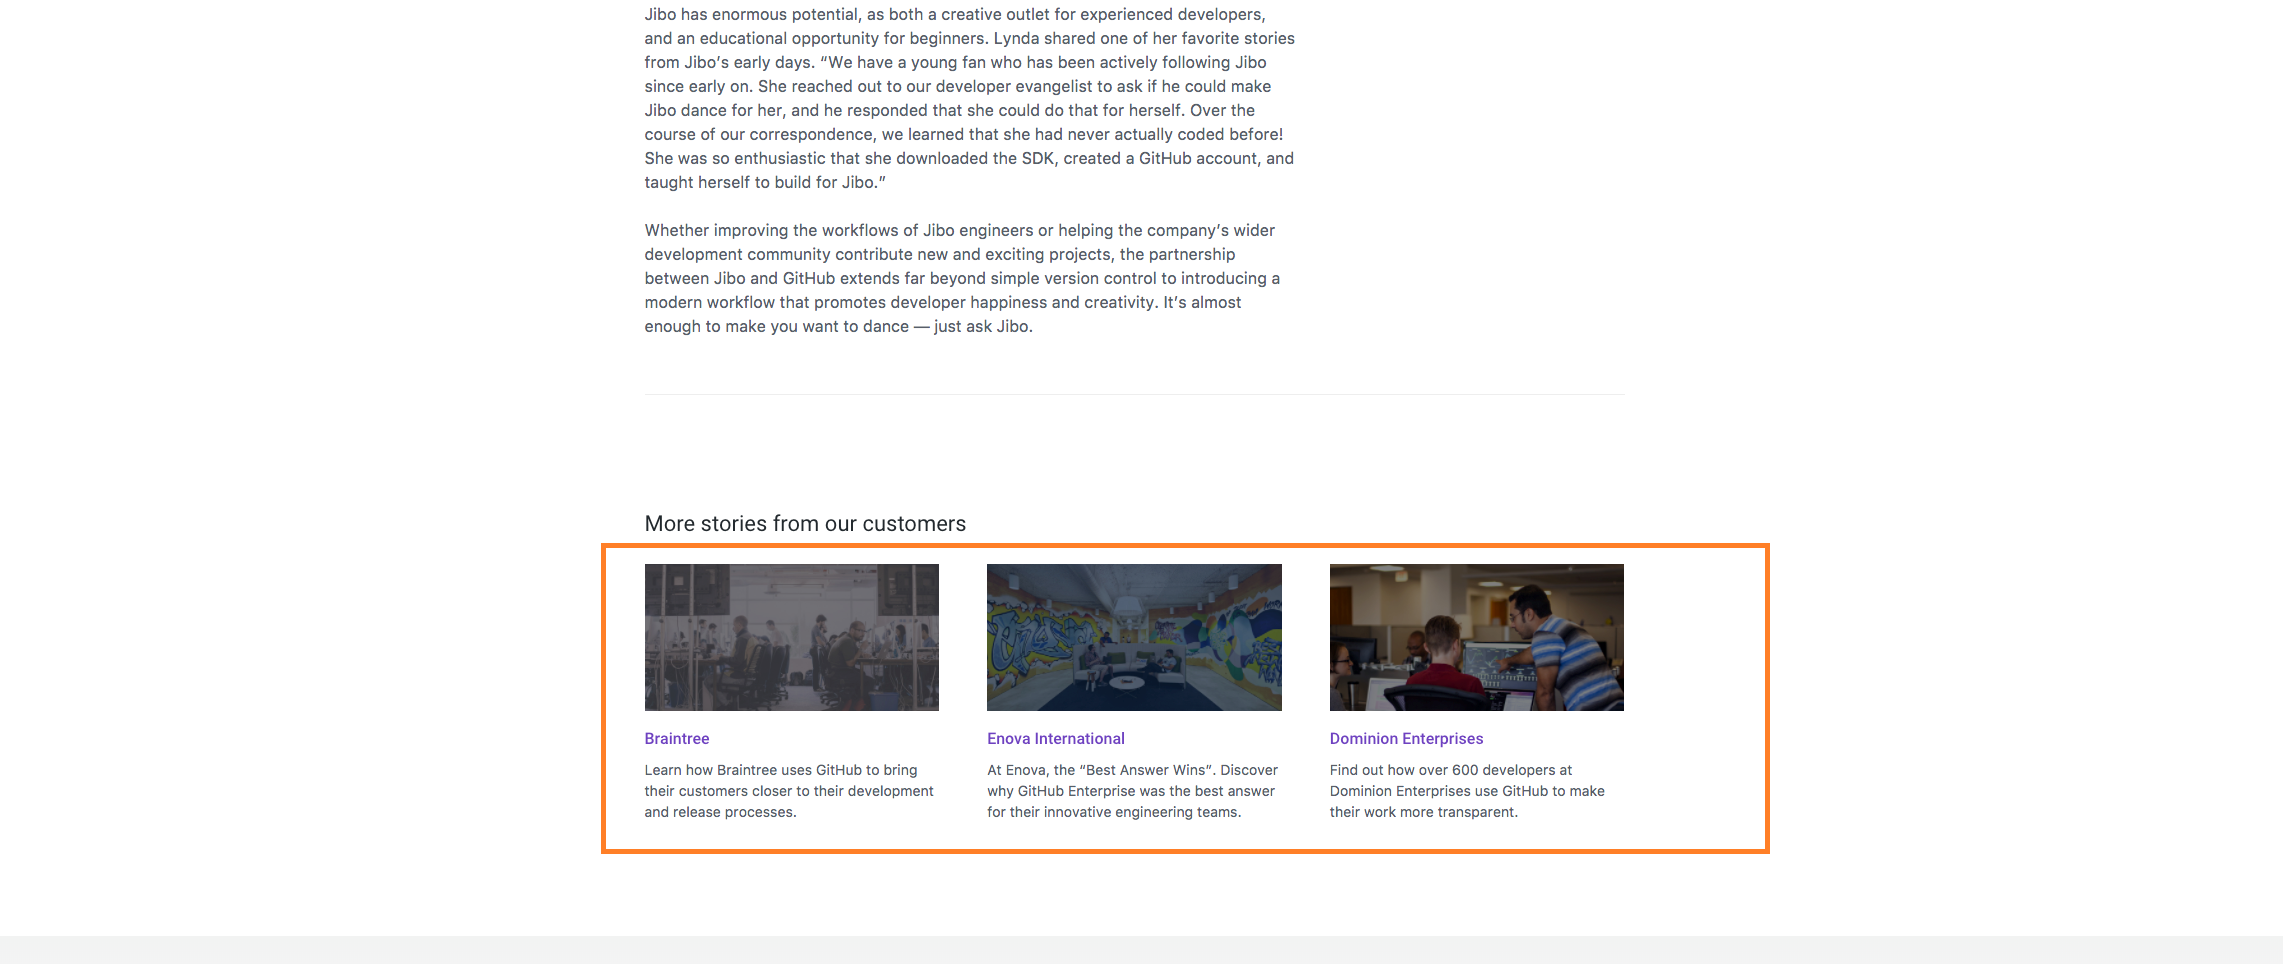 Jibo has enormous potential, as both a creative outlet for experienced developers,
and an educational opportunity for beginners. Lynda shared one of her favorite stories
from Jibo’s early days. “We have a young fan who has been actively following Jibo
since early on. She reached out to our developer evangelist to ask if he could make
Jibo dance for her, and he responded that she could do that for herself. Over the
course of our correspondence, we learned that she had never actually coded before!
She was so enthusiastic that she downloaded the SDK, created a GitHub account, and
taught herself to build for Jibo.”
Whether improving the workflows of Jibo engineers or helping the company’s wider
development community contribute new and exciting projects, the partnership
between Jibo and GitHub extends far beyond simple version control to introducing a
modern workflow that promotes developer happiness and creativity. It’s almost
enough to make you want to dance — just ask Jibo.
More stories from our customers
Braintree
Learn how Braintree uses GitHub to bring
their customers closer to their development
and release processes.
Enova International
At Enova, the “Best Answer Wins”. Discover
why GitHub Enterprise was the best answer
for their innovative engineering teams.
Dominion Enterprises
Find out how over 600 developers at
Dominion Enterprises use GitHub to make
their work more transparent.